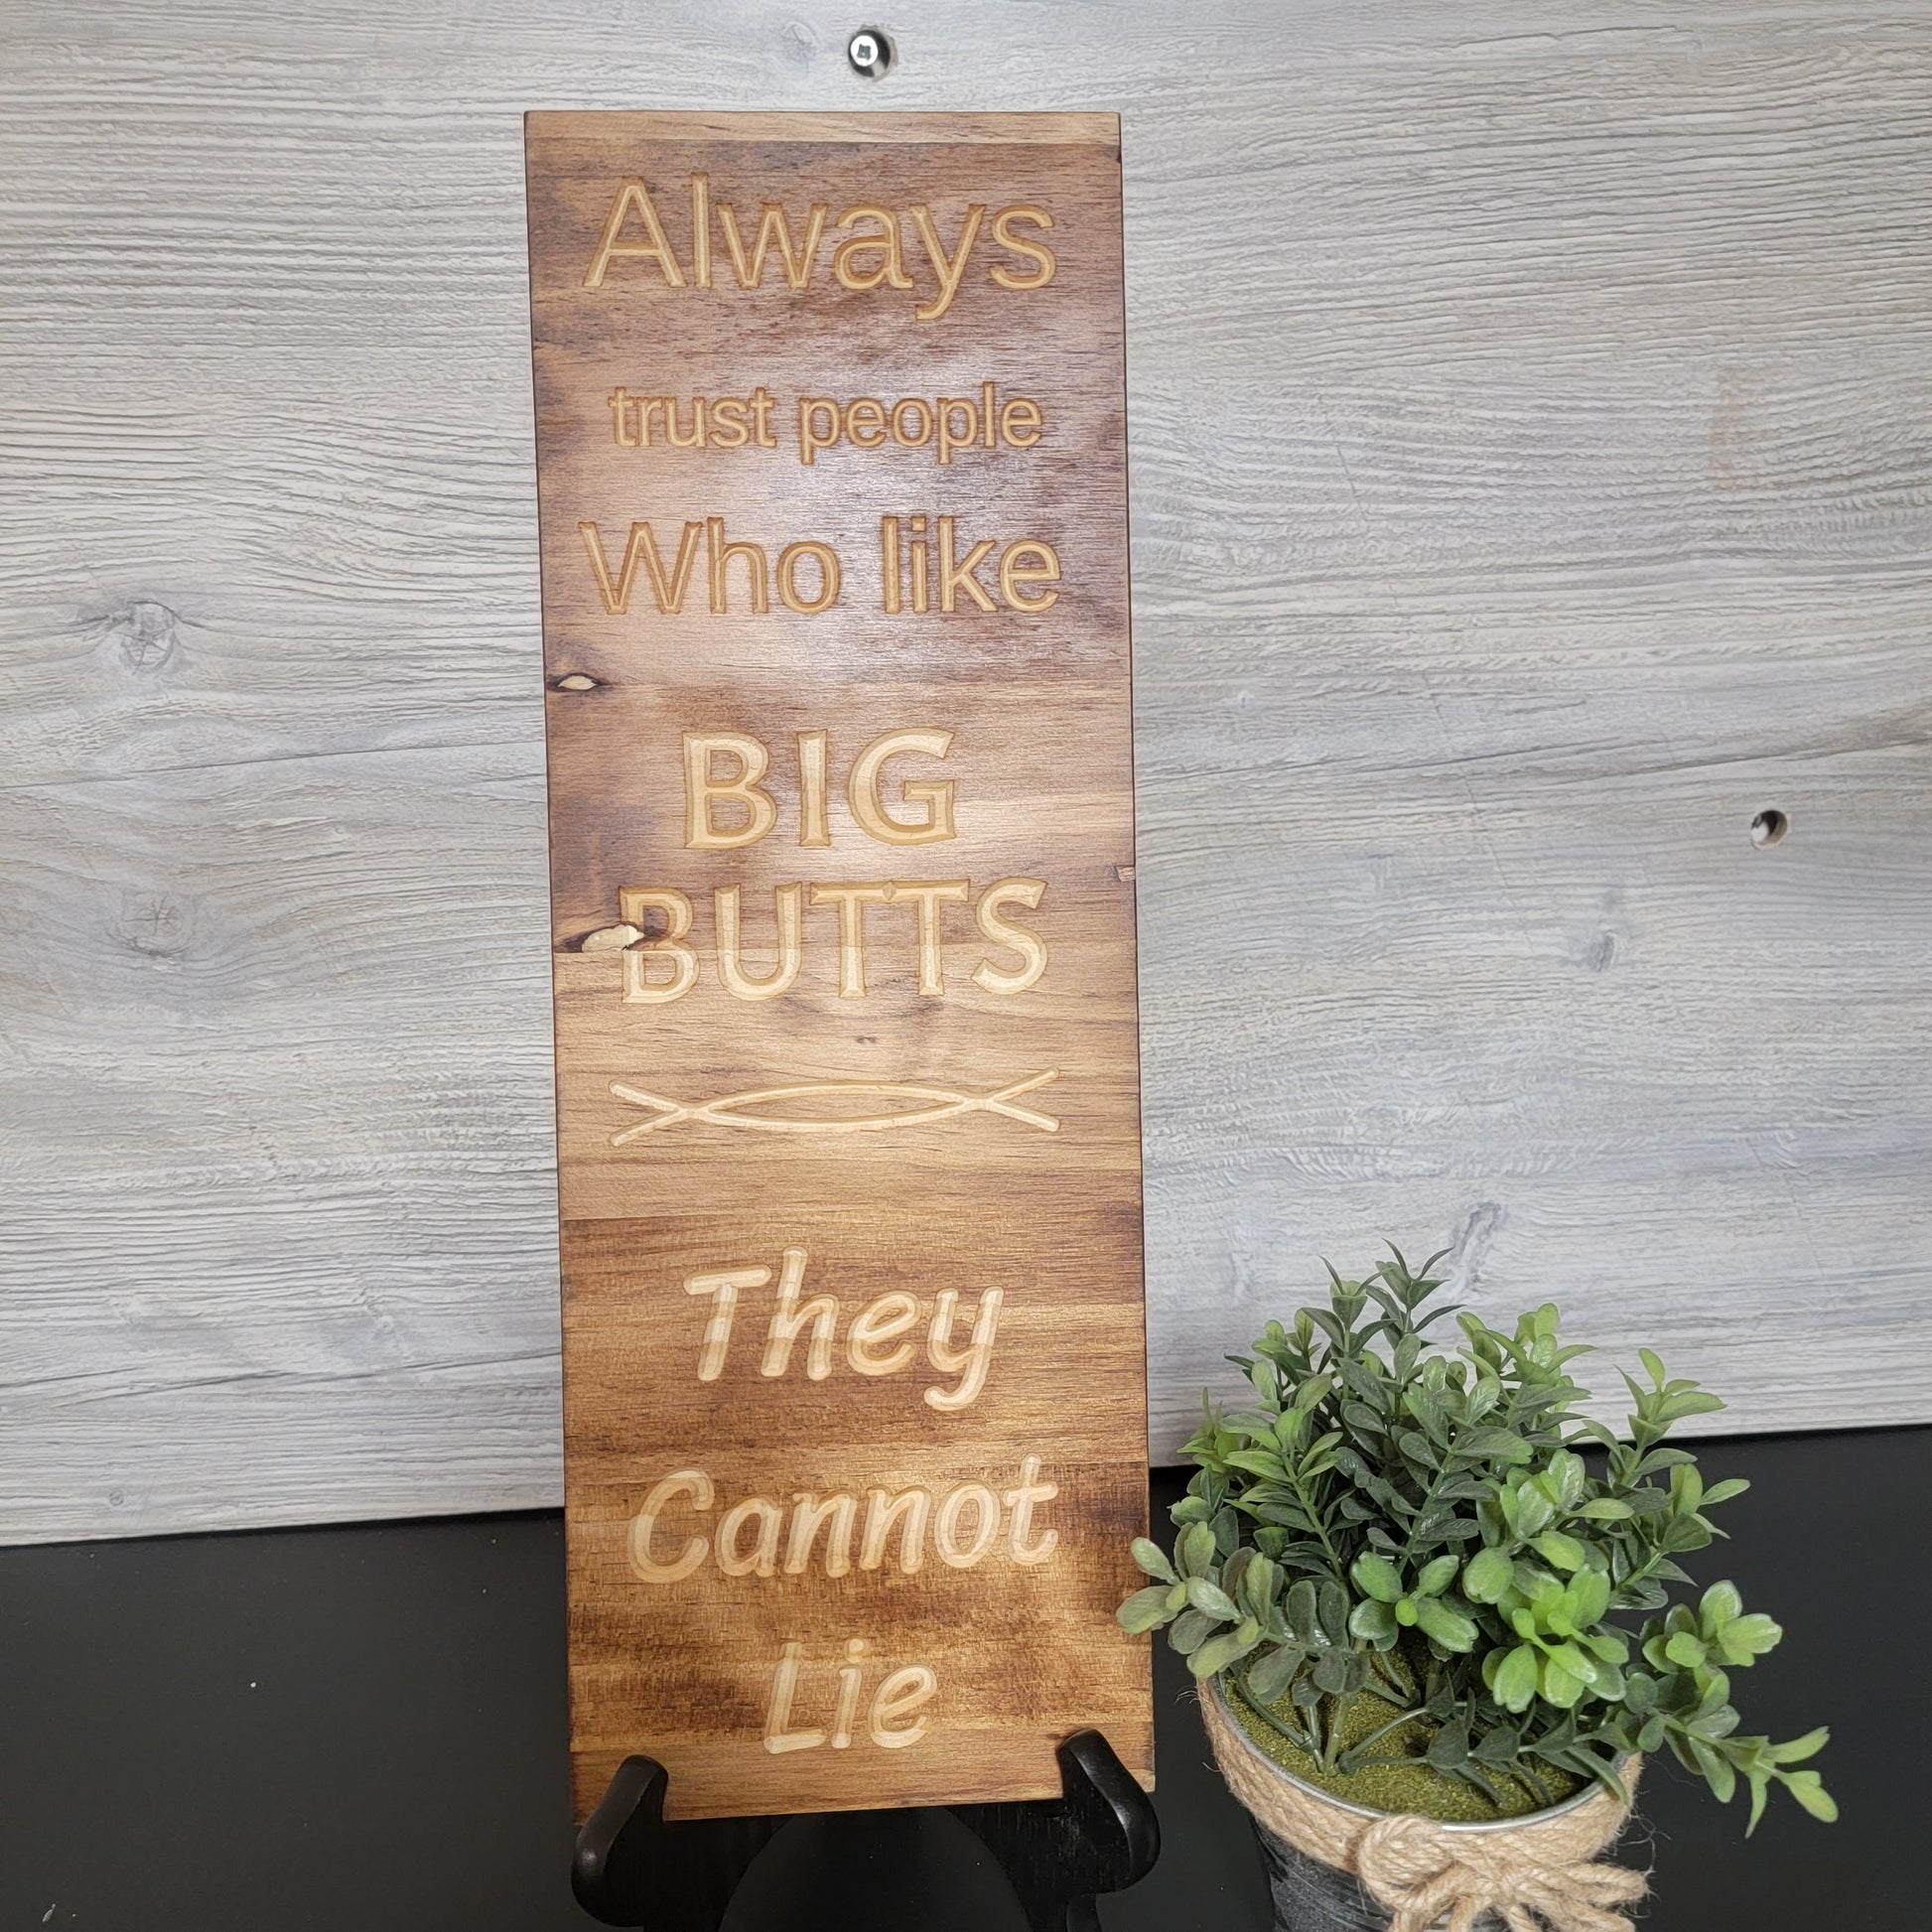 Always
trust people
Who like
BIG
BUTTS
They
Cannot
Lie